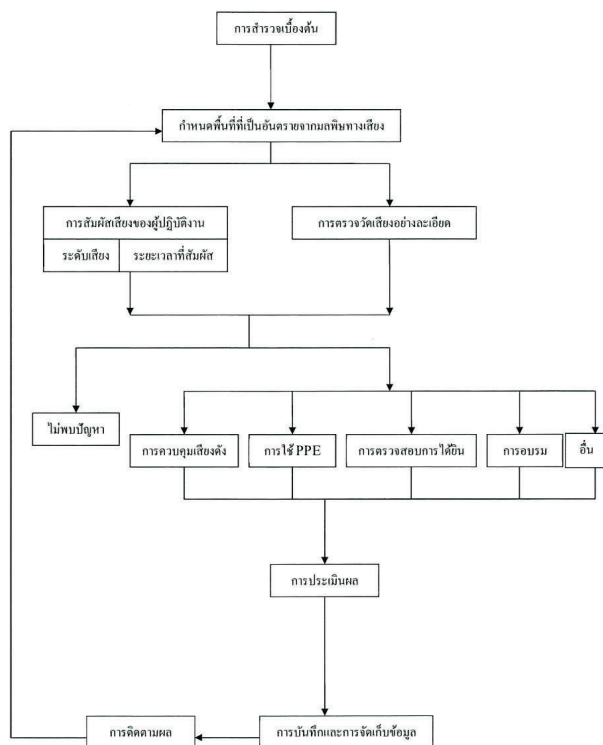 การสำรวจเบื้องต้น
กำหนดพื้นที่ที่เป็นอันตรายจากมลพิษทางเสียง
การสัมผัสเสียงของผู้ปฏิบัติงาน
ระดับเสียง
ระยะเวลาที่สัมผัส
การตรวจวัดเสียงอย่างละเอียด
ไม่พบปัญหา
การควบคุมเสียงดัง
การใช้ PPE
การตรวจสอบการได้ยิน
การอบรม
อื่น
การประเมินผล
การติดตามผล
การบันทึกและการจัดเก็บข้อมูล